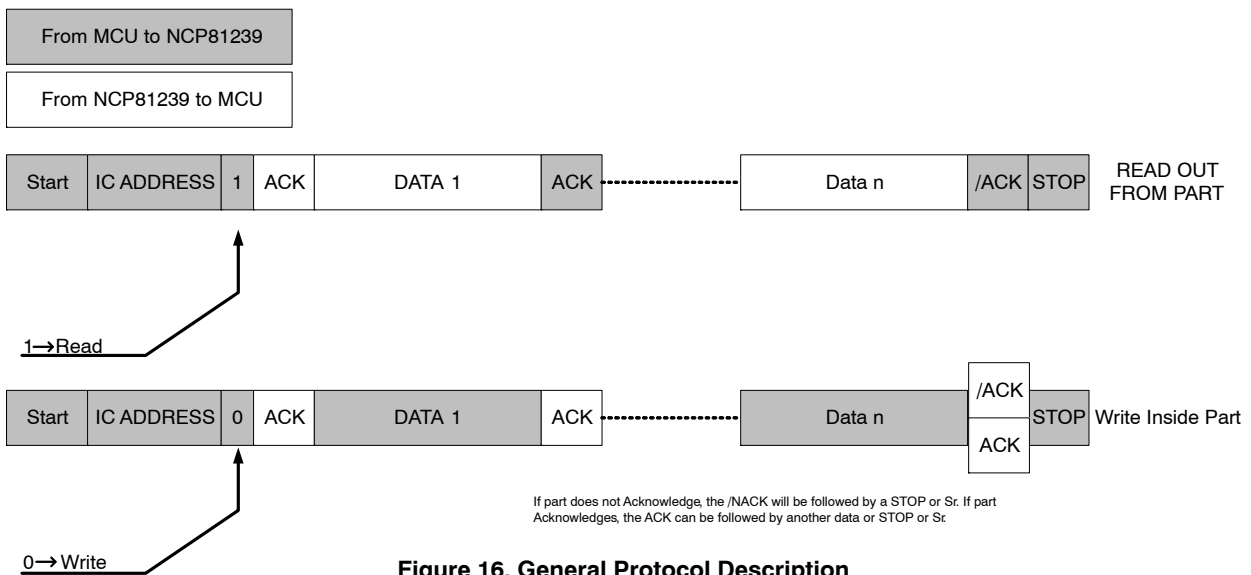 From MCU to NCP81239
From NCP81239 to MCU
Start IC ADDRESS 1 ACK DATA 1 ACK Data n /ACK STOP READ OUT
FROM PART
1→Read
/ACK
Start IC ADDRESS 0 ACK DATA 1 ACK Data n STOP Write Inside Part
ACK
If part does not Acknowledge, the /NACK will be followed by a STOP or Sr. If part
Acknowledges, the ACK can be followed by another data or STOP or Sr.
0→Write
Figure 16. General Protocol Description